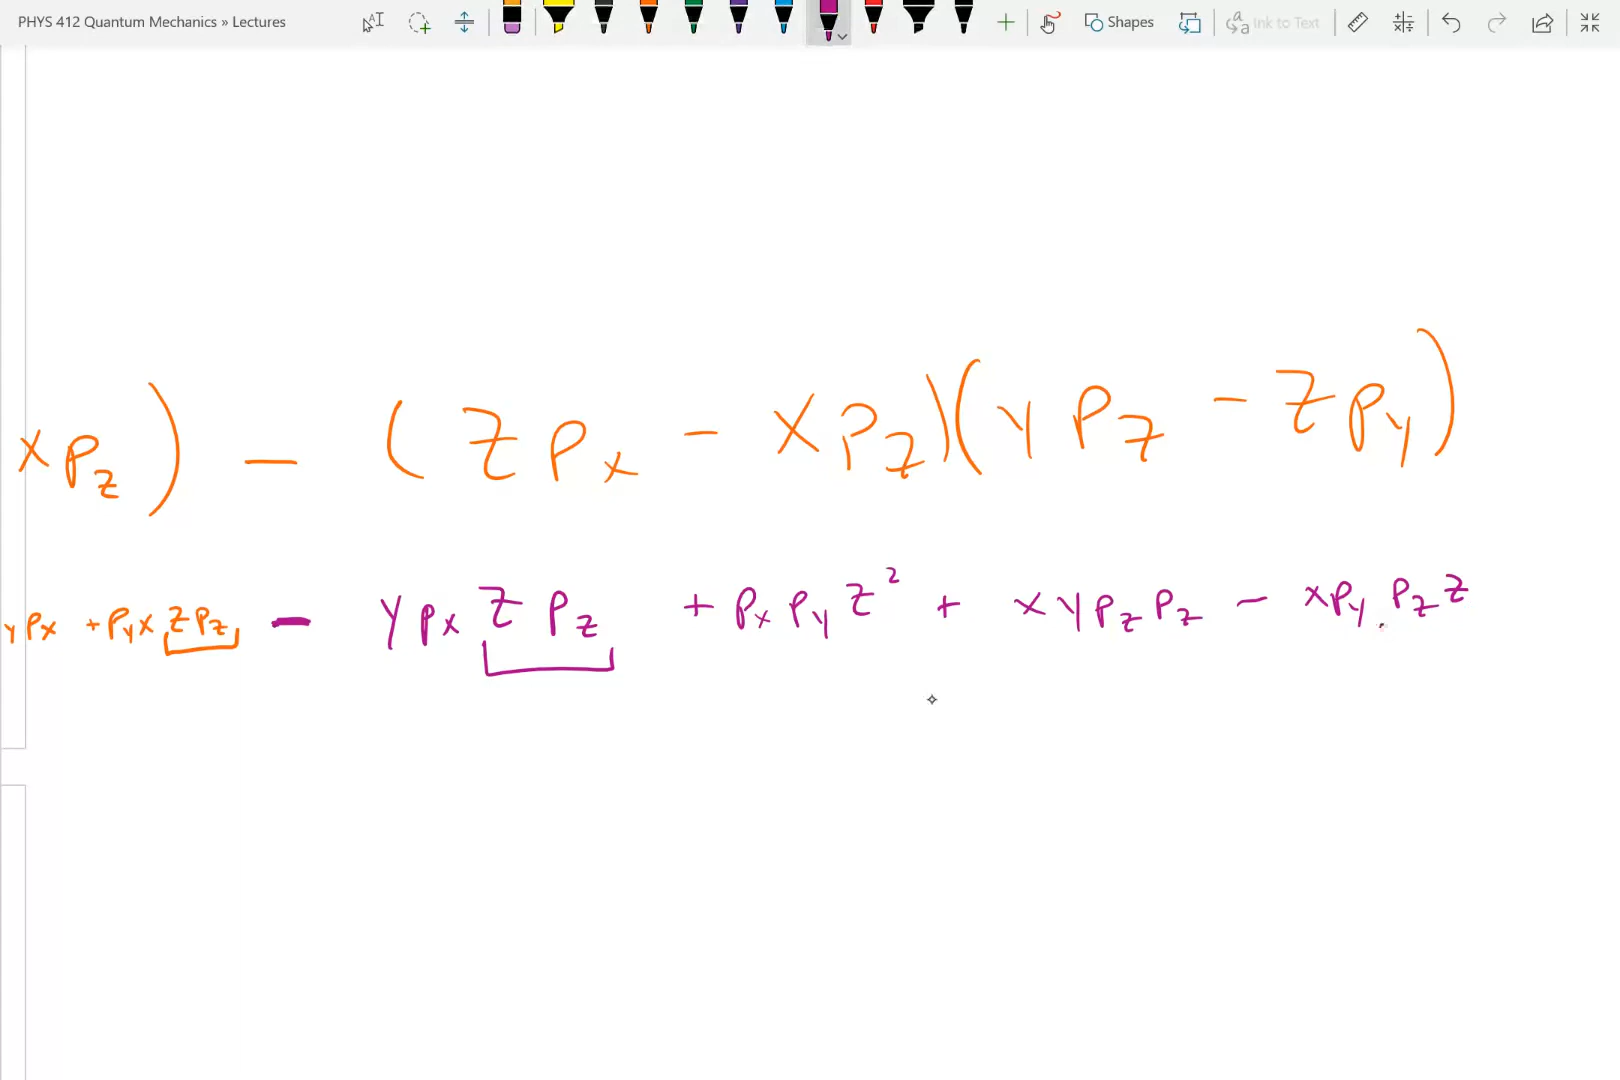 PHYS 412 Quantum Mechanics » Lectures
Shapes
Ink to Text
x p_z) − (z p_x − x p_z)(y p_z − z p_y)
y p_x + p_y x z p_z − y p_x z p_z + p_x p_y z² + x y p_z p_z − x p_y p_z z